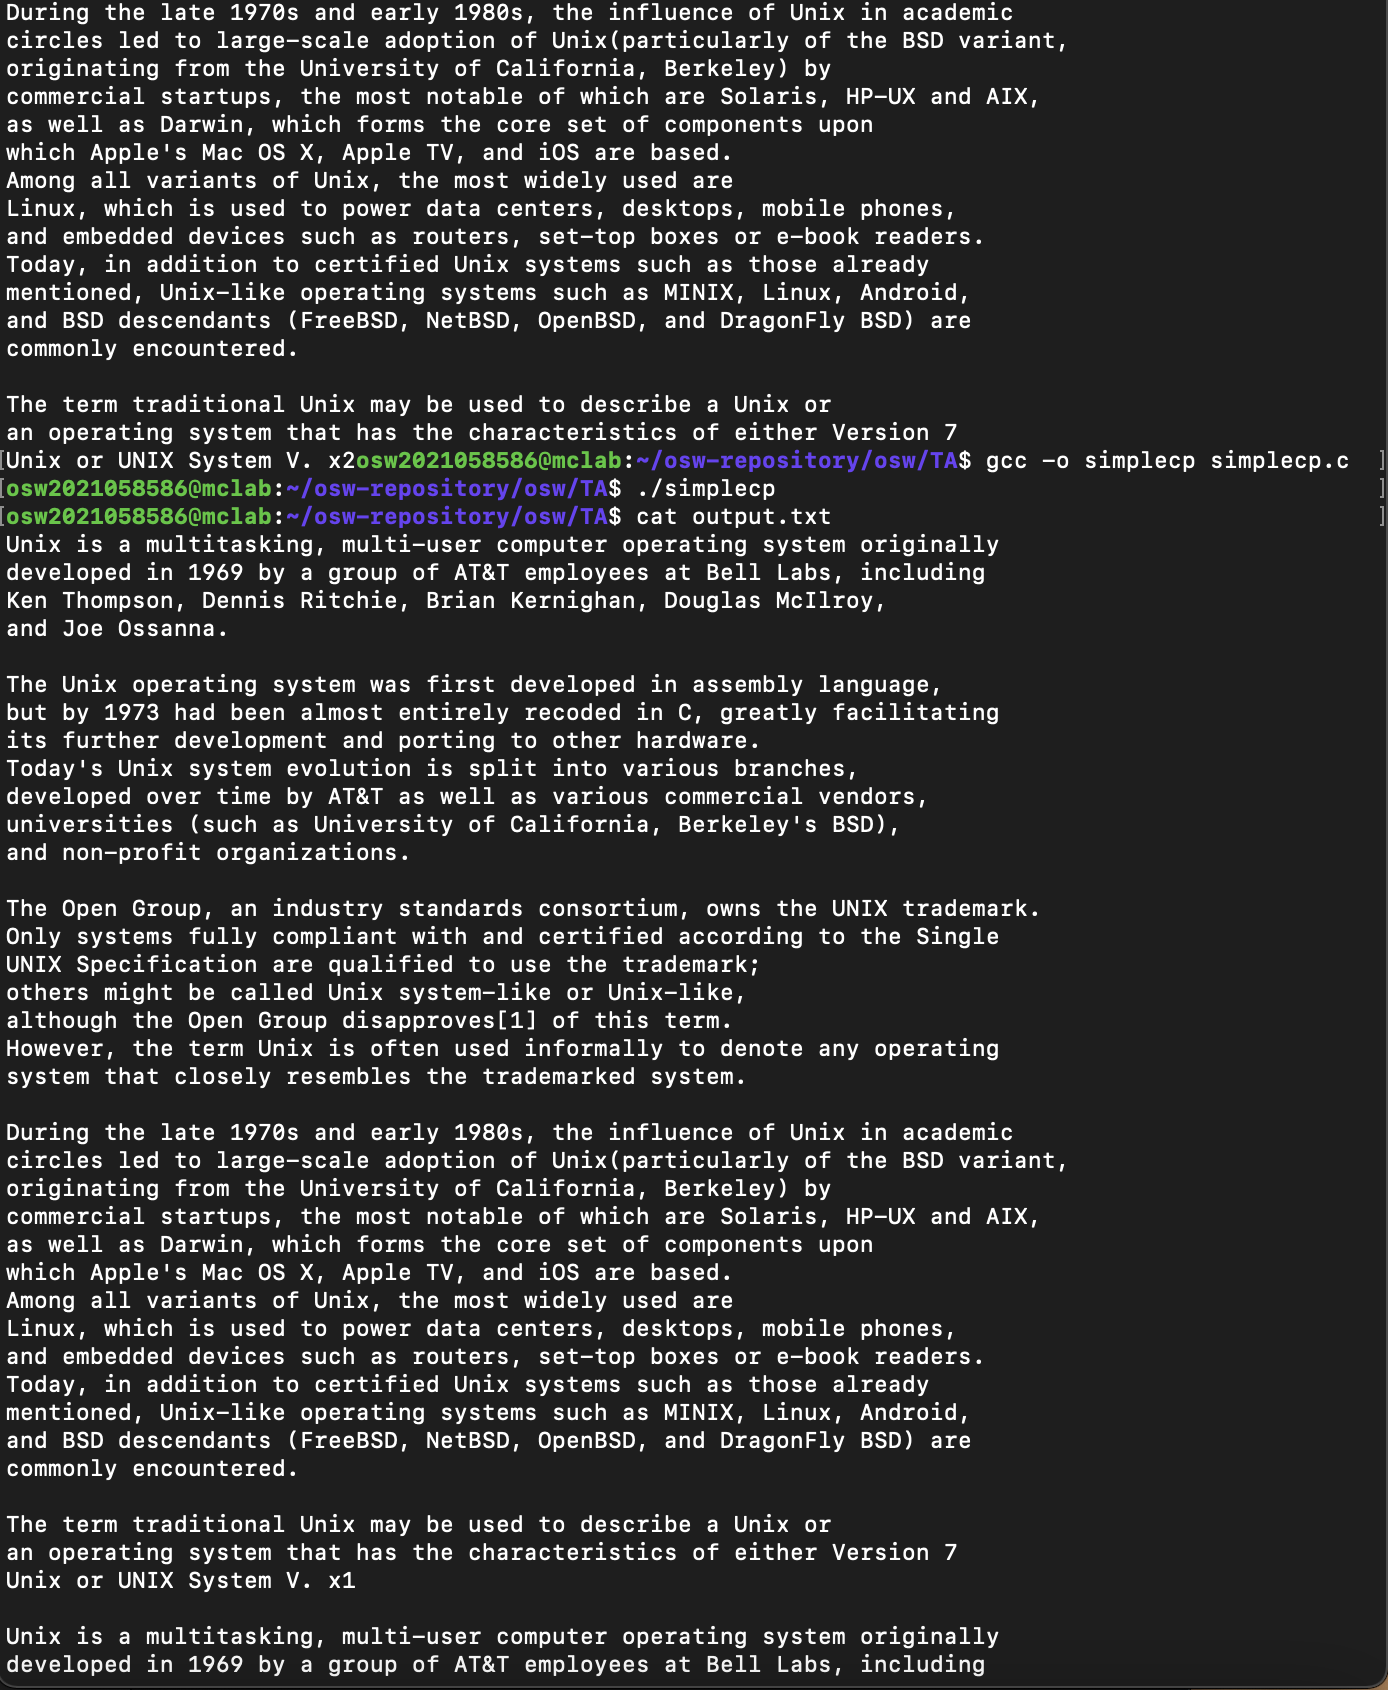 During the late 1970s and early 1980s, the influence of Unix in academic
circles led to large-scale adoption of Unix(particularly of the BSD variant,
originating from the University of California, Berkeley) by
commercial startups, the most notable of which are Solaris, HP-UX and AIX,
as well as Darwin, which forms the core set of components upon
which Apple's Mac OS X, Apple TV, and iOS are based.
Among all variants of Unix, the most widely used are
Linux, which is used to power data centers, desktops, mobile phones,
and embedded devices such as routers, set-top boxes or e-book readers.
Today, in addition to certified Unix systems such as those already
mentioned, Unix-like operating systems such as MINIX, Linux, Android,
and BSD descendants (FreeBSD, NetBSD, OpenBSD, and DragonFly BSD) are
commonly encountered.

The term traditional Unix may be used to describe a Unix or
an operating system that has the characteristics of either Version 7
[Unix or UNIX System V. x2osw2021058586@mclab:~/osw-repository/osw/TA$ gcc -o simplecp simplecp.c ]
[osw2021058586@mclab:~/osw-repository/osw/TA$ ./simplecp ]
[osw2021058586@mclab:~/osw-repository/osw/TA$ cat output.txt ]
Unix is a multitasking, multi-user computer operating system originally
developed in 1969 by a group of AT&T employees at Bell Labs, including
Ken Thompson, Dennis Ritchie, Brian Kernighan, Douglas McIlroy,
and Joe Ossanna.

The Unix operating system was first developed in assembly language,
but by 1973 had been almost entirely recoded in C, greatly facilitating
its further development and porting to other hardware.
Today's Unix system evolution is split into various branches,
developed over time by AT&T as well as various commercial vendors,
universities (such as University of California, Berkeley's BSD),
and non-profit organizations.

The Open Group, an industry standards consortium, owns the UNIX trademark.
Only systems fully compliant with and certified according to the Single
UNIX Specification are qualified to use the trademark;
others might be called Unix system-like or Unix-like,
although the Open Group disapproves[1] of this term.
However, the term Unix is often used informally to denote any operating
system that closely resembles the trademarked system.

During the late 1970s and early 1980s, the influence of Unix in academic
circles led to large-scale adoption of Unix(particularly of the BSD variant,
originating from the University of California, Berkeley) by
commercial startups, the most notable of which are Solaris, HP-UX and AIX,
as well as Darwin, which forms the core set of components upon
which Apple's Mac OS X, Apple TV, and iOS are based.
Among all variants of Unix, the most widely used are
Linux, which is used to power data centers, desktops, mobile phones,
and embedded devices such as routers, set-top boxes or e-book readers.
Today, in addition to certified Unix systems such as those already
mentioned, Unix-like operating systems such as MINIX, Linux, Android,
and BSD descendants (FreeBSD, NetBSD, OpenBSD, and DragonFly BSD) are
commonly encountered.

The term traditional Unix may be used to describe a Unix or
an operating system that has the characteristics of either Version 7
Unix or UNIX System V. x1

Unix is a multitasking, multi-user computer operating system originally
developed in 1969 by a group of AT&T employees at Bell Labs, including